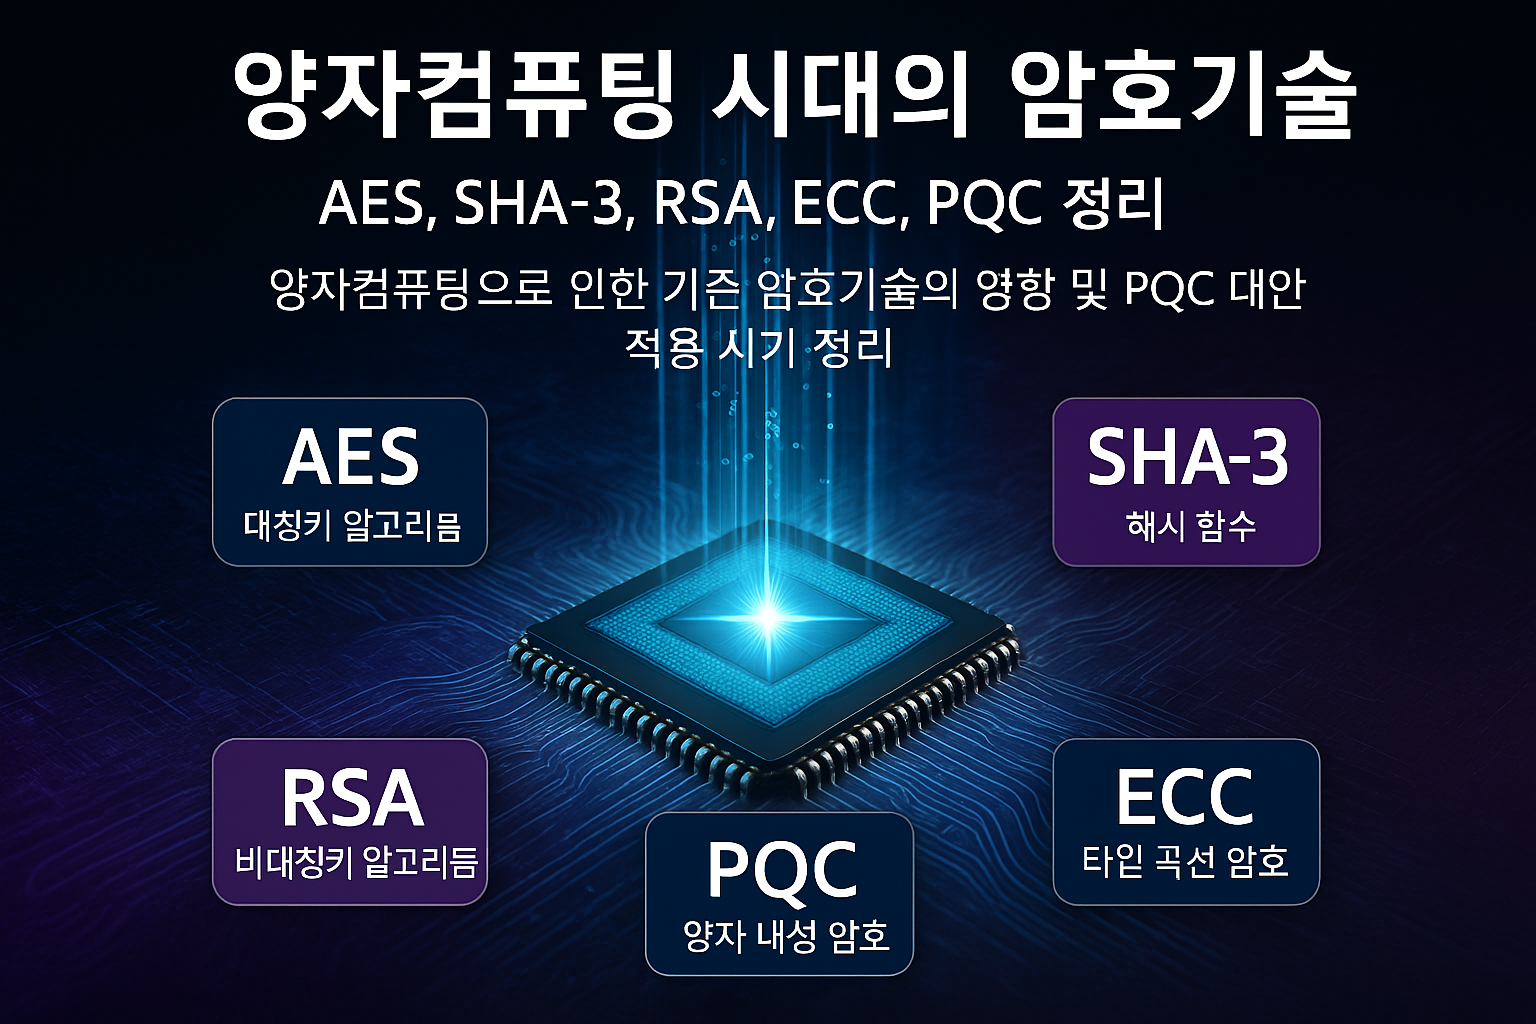 양자컴퓨팅 시대의 암호기술
AES, SHA-3, RSA, ECC, PQC 정리
양자컴퓨팅으로 인한 기즌 암호기술의 영향 및 PQC 대안
적용 시기 정리
AES
대칭키 알고리믐
SHA-3
해시 함수
RSA
비대칭키 알고리듬
ECC
타읻 곡선 암호
PQC
양자 내성 암호